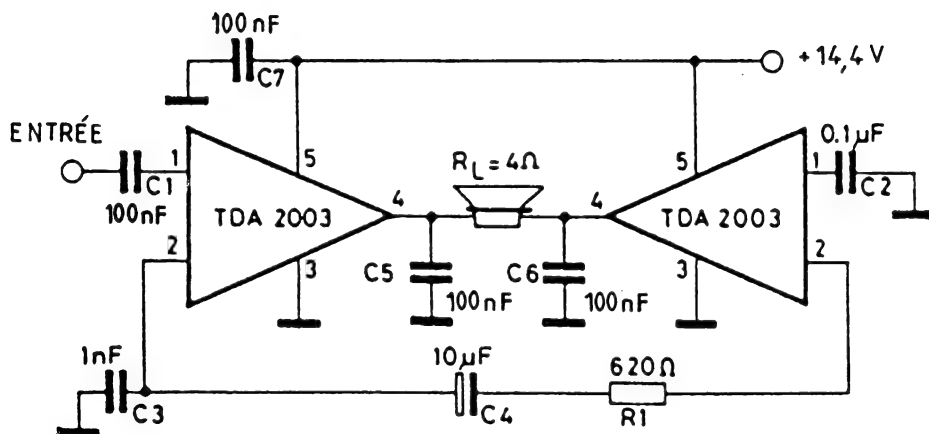 100 nF
C7
+14,4 V
ENTRÉE
1
C1
100nF
5
TDA 2003
2
3
4
RL=4Ω
4
5
TDA 2003
3
1
0.1µF
C2
2
C5
100nF
C6
100nF
1nF
C3
10µF
C4
620Ω
R1